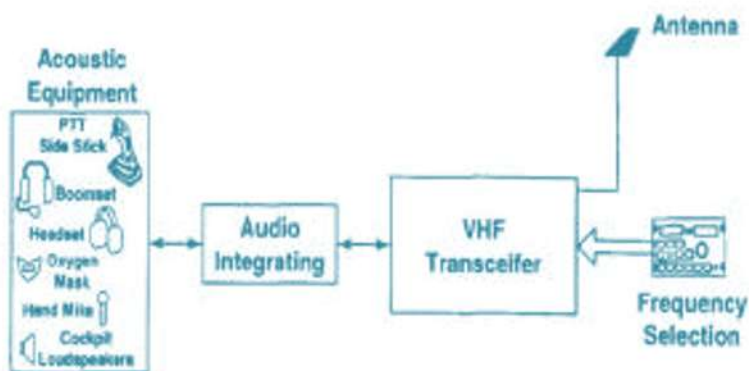 Antenna
Acoustic
Equipment
PTT
Side Stick
Boomset
Headset
Oxygen
Mask
Hand Mike
Cockpit
Loudspeakers
Audio
Integrating
VHF
Transceifer
Frequency
Selection